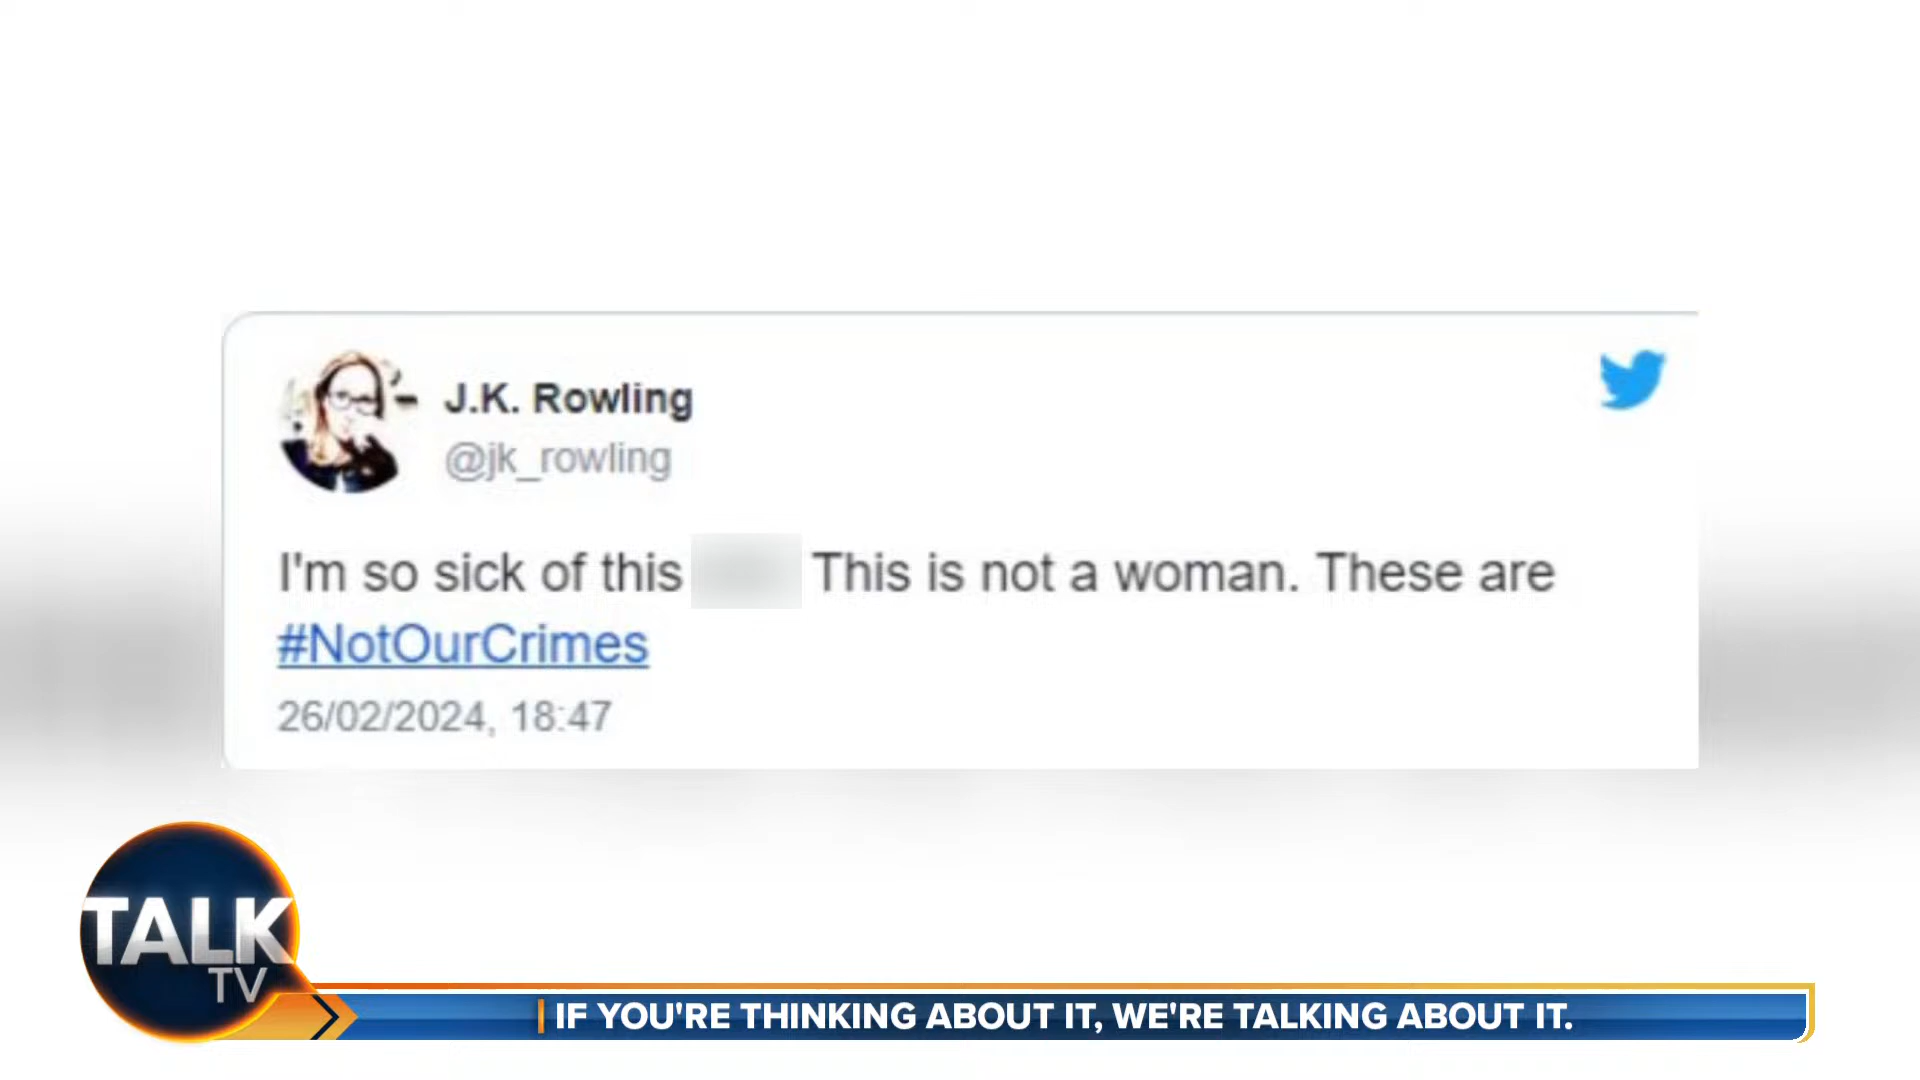 J.K. Rowling
@jk_rowling
I'm so sick of this This is not a woman. These are
#NotOurCrimes
26/02/2024, 18:47
TALK
TV
IF YOU'RE THINKING ABOUT IT, WE'RE TALKING ABOUT IT.